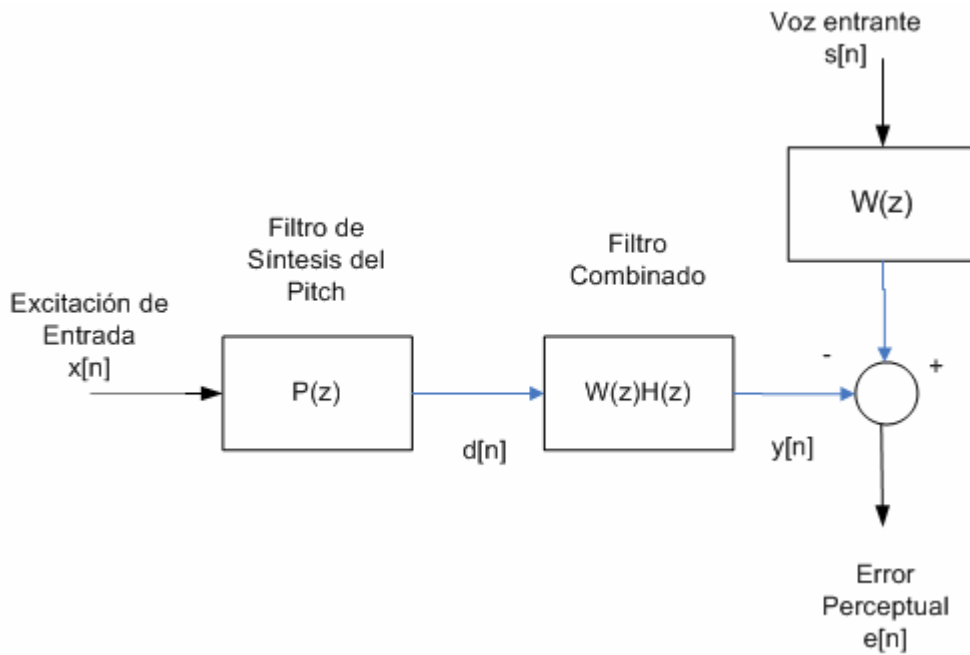 Voz entrante
s[n]
W(z)
Filtro de
Síntesis del
Pitch
Filtro
Combinado
Excitación de
Entrada
x[n]
P(z)
W(z)H(z)
-
+
d[n]
y[n]
Error
Perceptual
e[n]